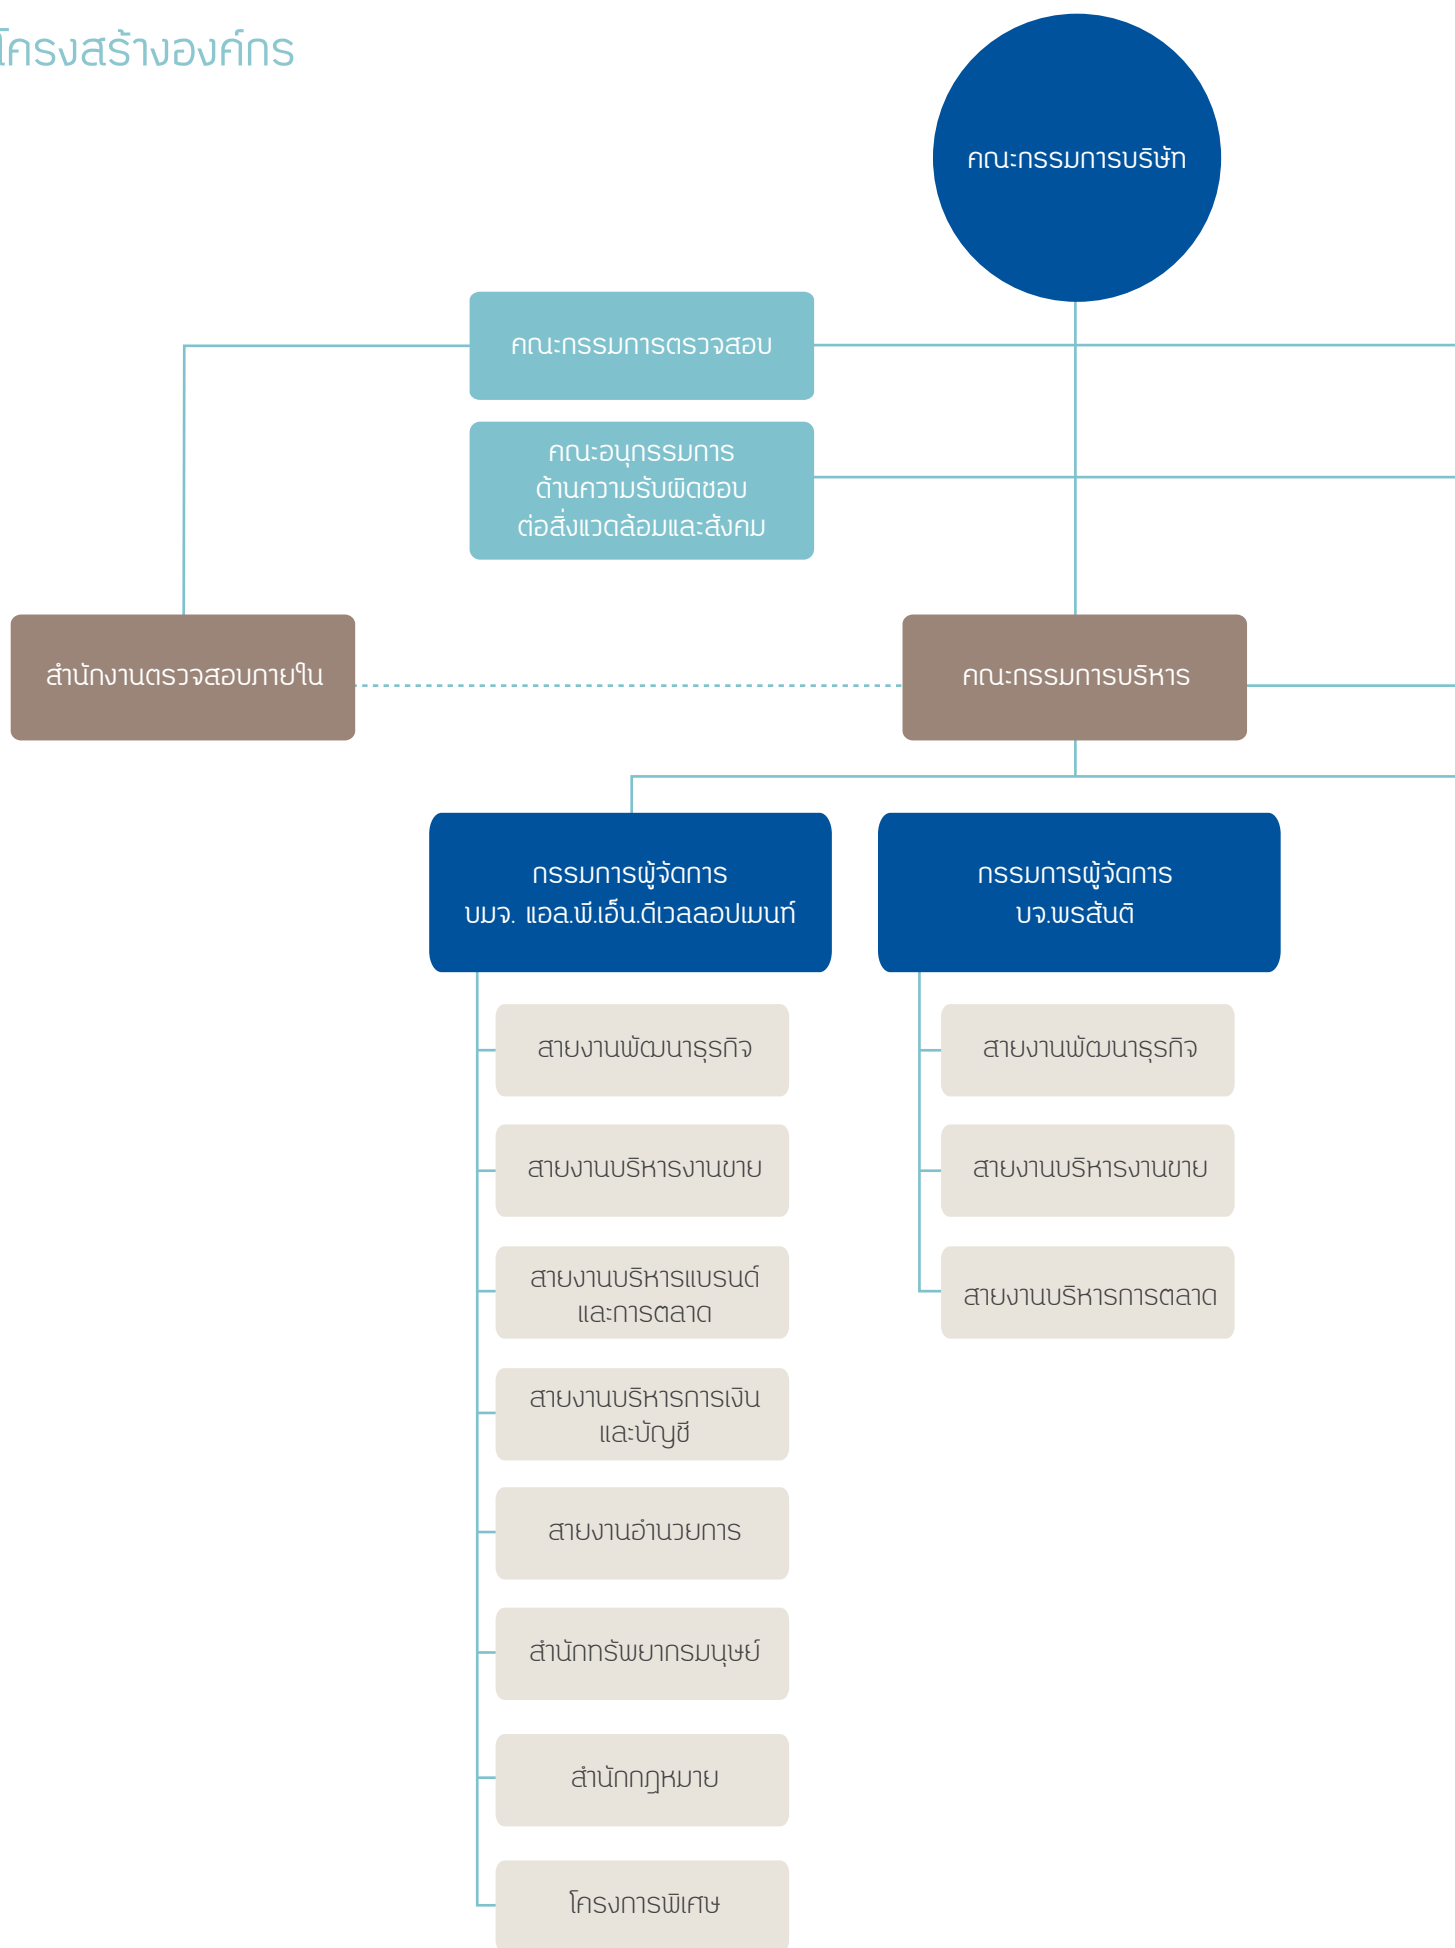 โครงสร้างองค์กร
คณะกรรมการบริษัท
คณะกรรมการตรวจสอบ
คณะอนุกรรมการ
ด้านความรับผิดชอบ
ต่อสิ่งแวดล้อมและสังคม
สำนักงานตรวจสอบภายใน
คณะกรรมการบริหาร
กรรมการผู้จัดการ
บมจ. แอล.พี.เอ็น.ดีเวลลอปเมนท์
กรรมการผู้จัดการ
บจ.พรสันติ
สายงานพัฒนาธุรกิจ
สายงานบริหารงานขาย
สายงานบริหารแบรนด์
และการตลาด
สายงานบริหารการเงิน
และบัญชี
สายงานอำนวยการ
สำนักทรัพยากรมนุษย์
สำนักกฎหมาย
โครงการพิเศษ
สายงานพัฒนาธุรกิจ
สายงานบริหารงานขาย
สายงานบริหารการตลาด